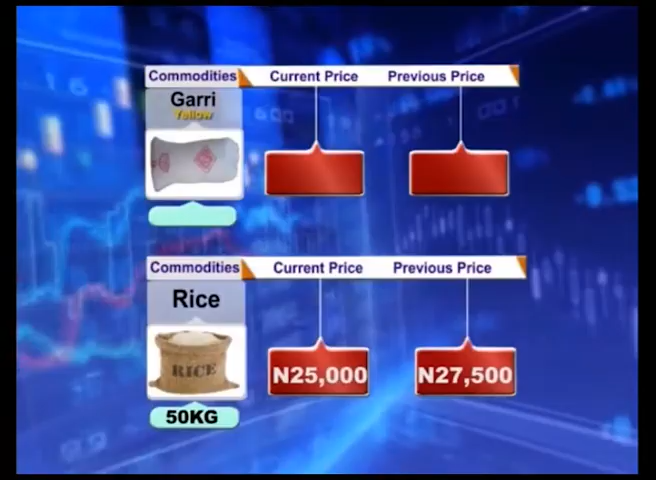 Commodities Current Price Previous Price
Garri
Yellow
Commodities Current Price Previous Price
Rice
RICE
N25,000 N27,500
50KG